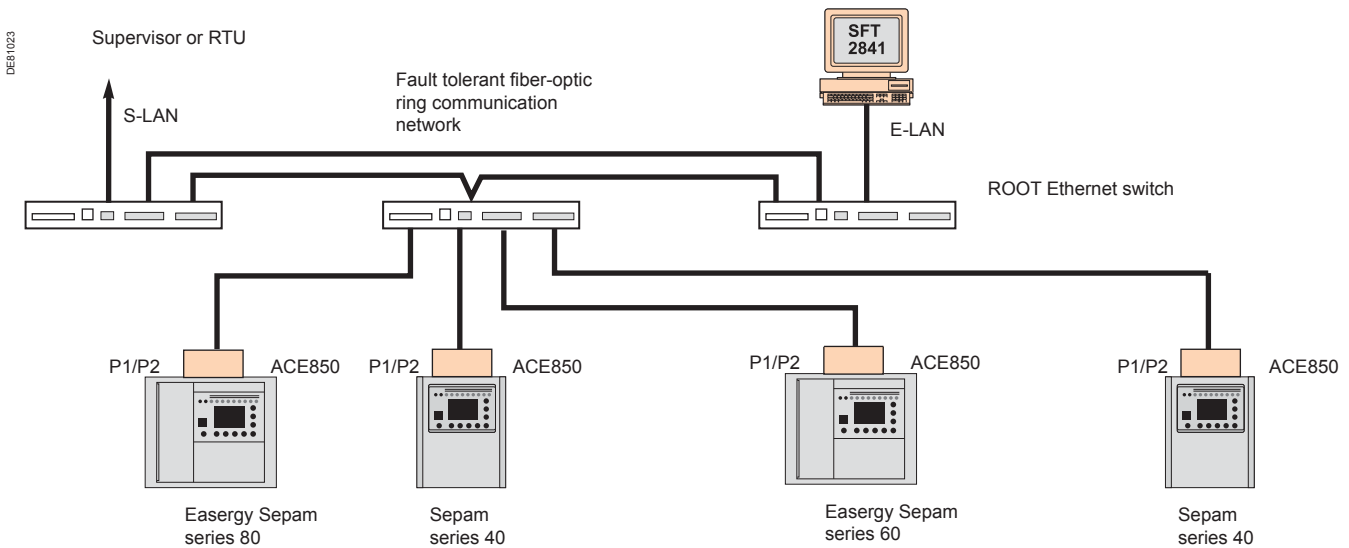 DE81023
Supervisor or RTU
S-LAN
Fault tolerant fiber-optic
ring communication
network
SFT
2841
E-LAN
ROOT Ethernet switch
P1/P2
ACE850
P1/P2
ACE850
P1/P2
ACE850
P1/P2
ACE850
Easergy Sepam
series 80
Sepam
series 40
Easergy Sepam
series 60
Sepam
series 40